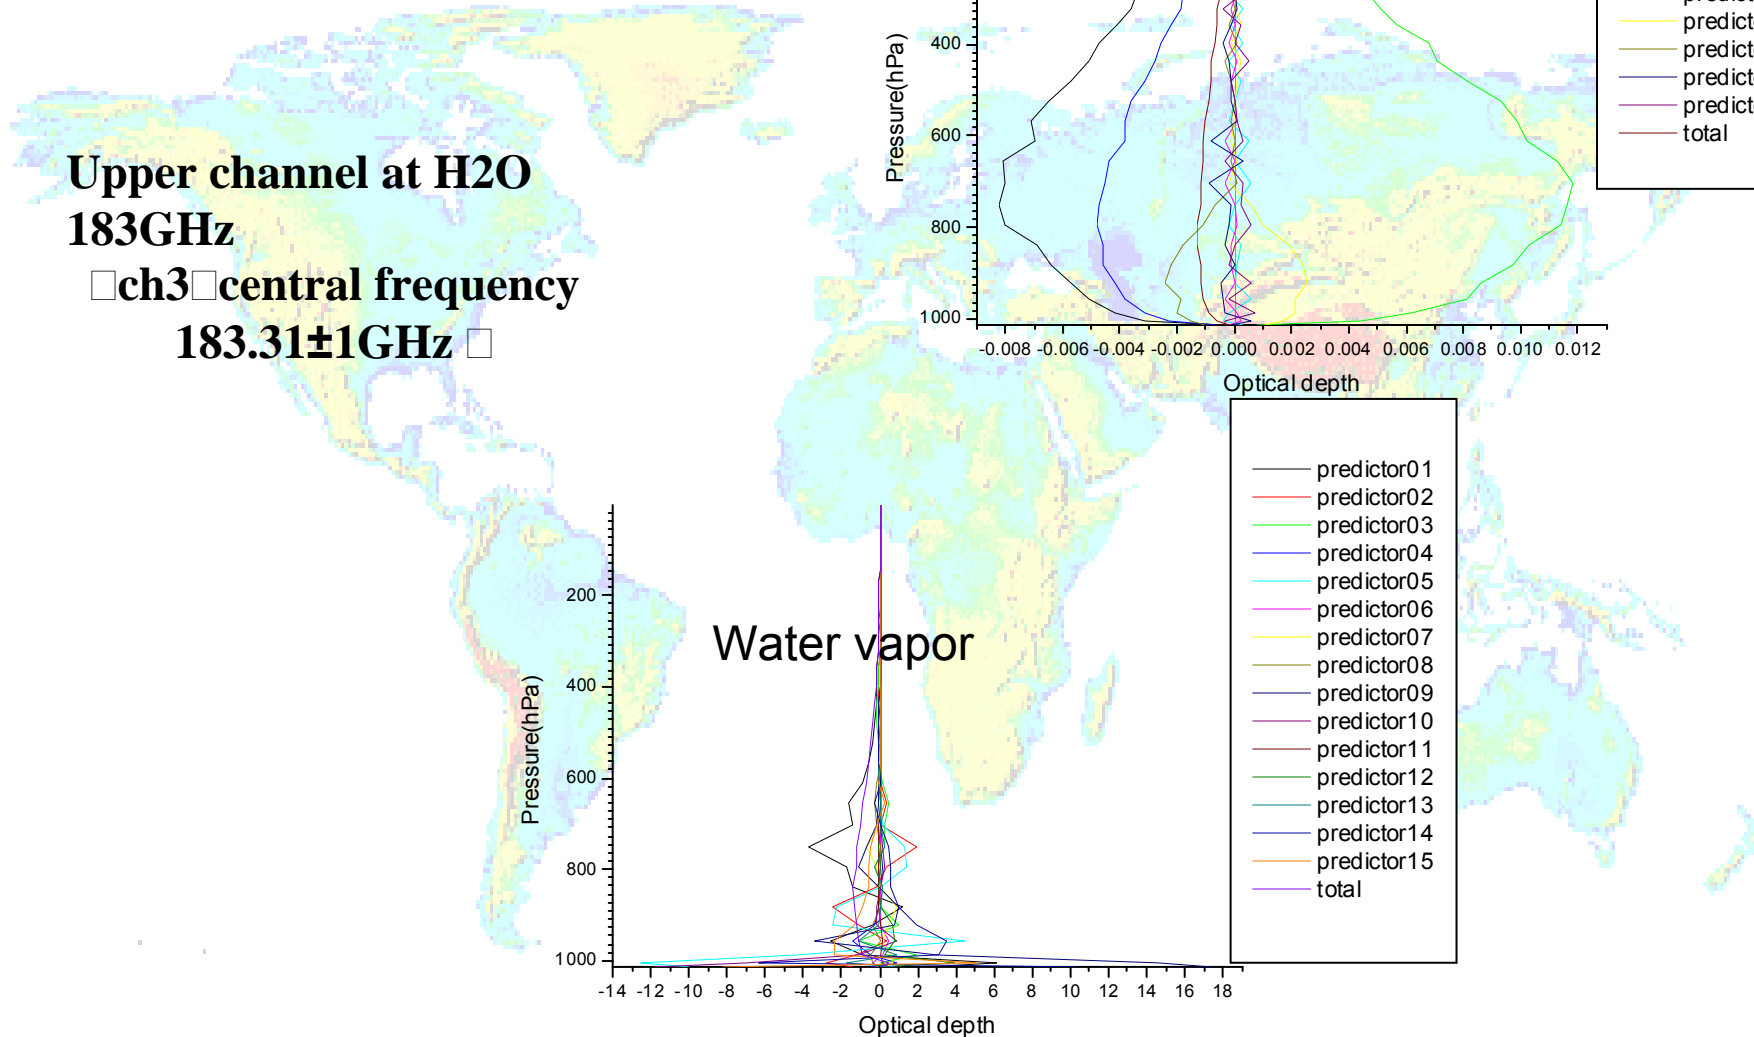 400
600
800
1000
Pressure(hPa)
-0.008 -0.006 -0.004 -0.002 0.000 0.002 0.004 0.006 0.008 0.010 0.012
Optical depth
total
Upper channel at H2O
183GHz
□ch3□central frequency
183.31±1GHz □
predictor01
predictor02
predictor03
predictor04
predictor05
predictor06
predictor07
predictor08
predictor09
predictor10
predictor11
predictor12
predictor13
predictor14
predictor15
total
Water vapor
200
400
600
800
1000
Pressure(hPa)
-14 -12 -10 -8 -6 -4 -2 0 2 4 6 8 10 12 14 16 18
Optical depth